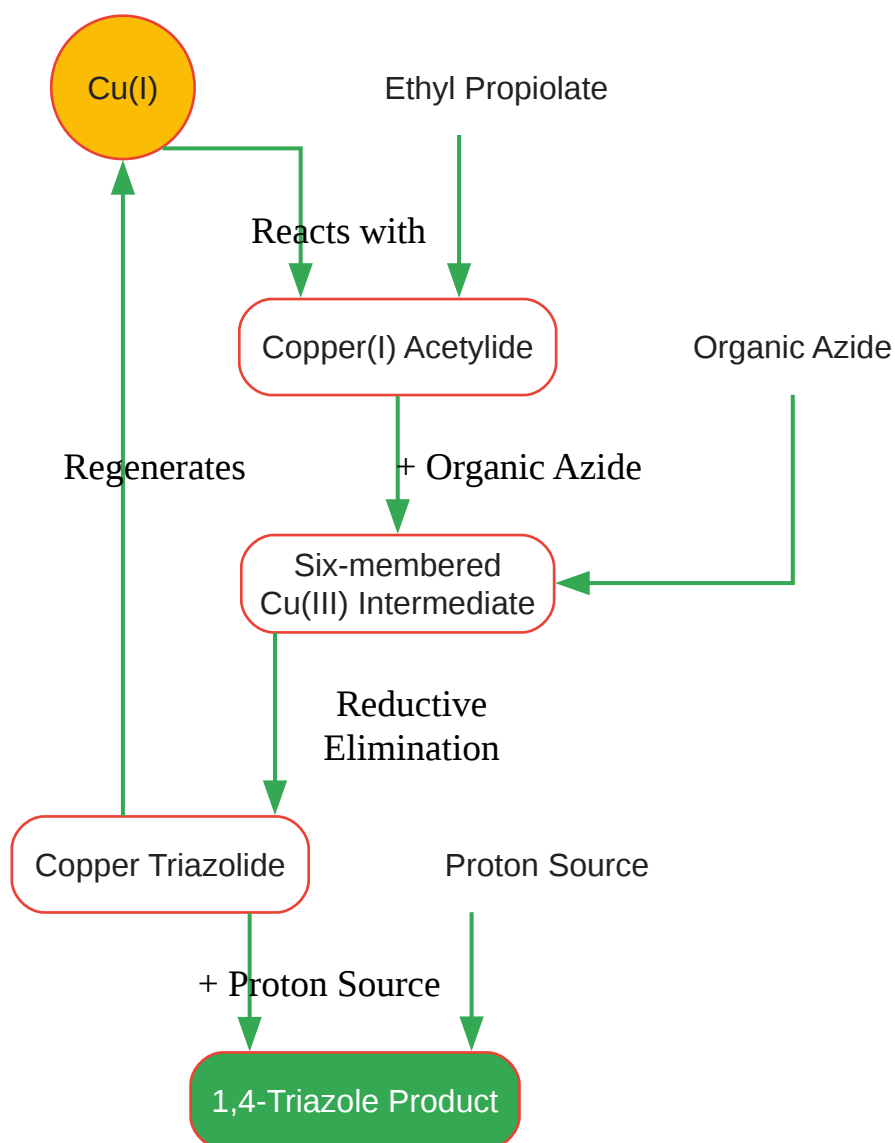 Cu(I)
Ethyl Propiolate
Reacts with
Copper(I) Acetylide
Organic Azide
Regenerates
+ Organic Azide
Six-membered
Cu(III) Intermediate
Reductive
Elimination
Copper Triazolide
Proton Source
+ Proton Source
1,4-Triazole Product